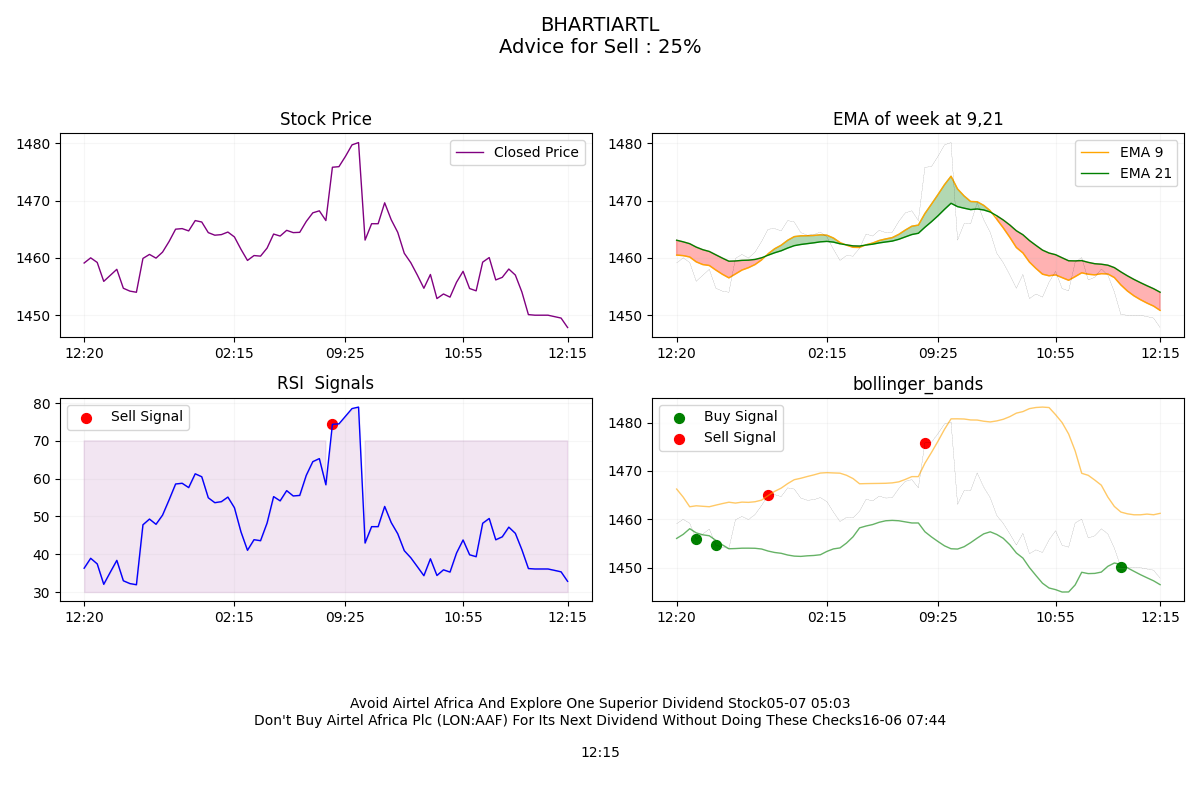 BHARTIARTL
Advice for Sell : 25%
Stock Price
1480
1470
1460
1450
Closed Price
12:20
02:15
09:25
10:55
12:15
EMA of week at 9,21
1480
1470
1460
1450
EMA 9
EMA 21
12:20
02:15
09:25
10:55
12:15
RSI  Signals
80
70
60
50
40
30
Sell Signal
12:20
02:15
09:25
10:55
12:15
bollinger_bands
1480
1470
1460
1450
Buy Signal
Sell Signal
12:20
02:15
09:25
10:55
12:15
Avoid Airtel Africa And Explore One Superior Dividend Stock05-07 05:03
Don't Buy Airtel Africa Plc (LON:AAF) For Its Next Dividend Without Doing These Checks16-06 07:44
12:15